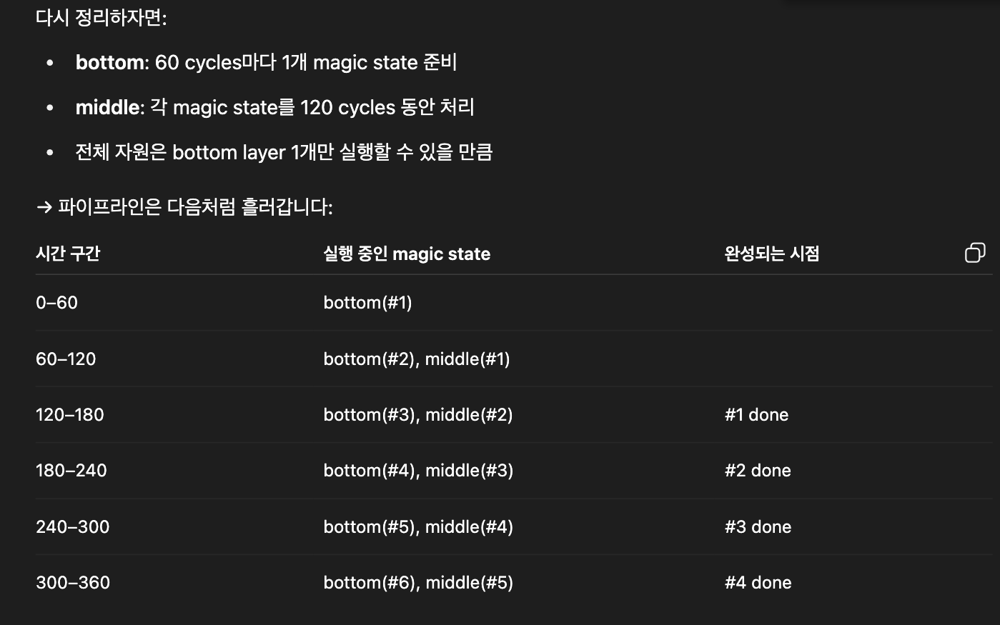 다시 정리하자면:
• bottom: 60 cycles마다 1개 magic state 준비
• middle: 각 magic state를 120 cycles 동안 처리
• 전체 자원은 bottom layer 1개만 실행할 수 있을 만큼
→ 파이프라인은 다음처럼 흘러갑니다:
시간 구간 실행 중인 magic state 완성되는 시점
0–60 bottom(#1)
60–120 bottom(#2), middle(#1)
120–180 bottom(#3), middle(#2) #1 done
180–240 bottom(#4), middle(#3) #2 done
240–300 bottom(#5), middle(#4) #3 done
300–360 bottom(#6), middle(#5) #4 done